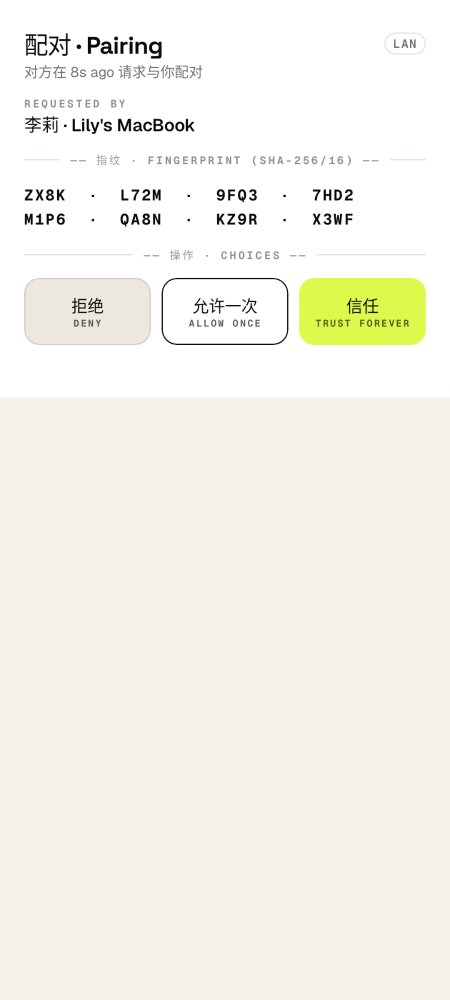 配对 · Pairing
LAN
对方在 8s ago 请求与你配对
REQUESTED BY
李莉 · Lily's MacBook
—— 指纹 · FINGERPRINT (SHA-256/16) ——
ZX8K · L72M · 9FQ3 · 7HD2
M1P6 · QA8N · KZ9R · X3WF
—— 操作 · CHOICES ——
拒绝 允许一次 信任
DENY ALLOW ONCE TRUST FOREVER